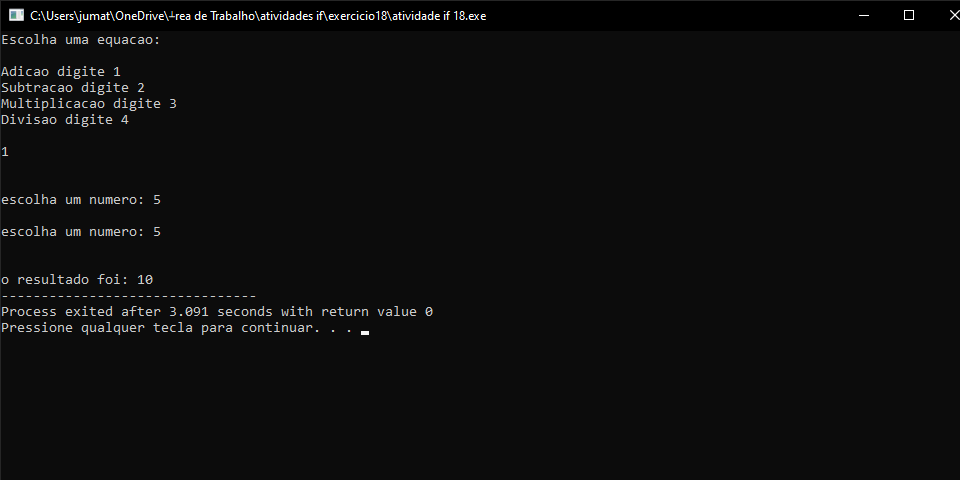 C:\Users\jumat\OneDrive\┴rea de Trabalho\atividades if\exercicio18\atividade if 18.exe
Escolha uma equacao:
Adicao digite 1
Subtracao digite 2
Multiplicacao digite 3
Divisao digite 4
1
escolha um numero: 5
escolha um numero: 5
o resultado foi: 10
--------------------------------
Process exited after 3.091 seconds with return value 0
Pressione qualquer tecla para continuar. . .